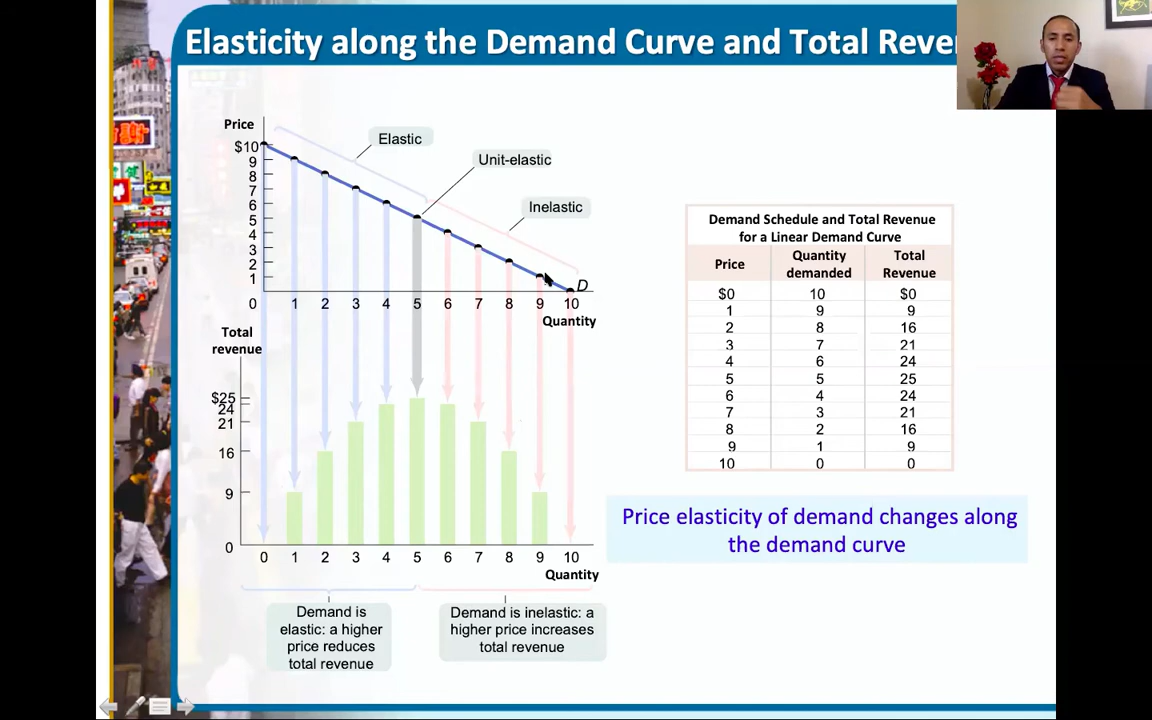 Elasticity along the Demand Curve and Total Reve
Price
Elastic
Unit-elastic
Inelastic
$10
9
8
7
6
5
4
3
2
1
D
0 1 2 3 4 5 6 7 8 9 10
Quantity
Total
revenue
$25
24
21
16
9
0
0 1 2 3 4 5 6 7 8 9 10
Quantity
Demand is
elastic: a higher
price reduces
total revenue
Demand is inelastic: a
higher price increases
total revenue
Demand Schedule and Total Revenue
for a Linear Demand Curve
Price Quantity demanded Total Revenue
$0 10 $0
1 9 9
2 8 16
3 7 21
4 6 24
5 5 25
6 4 24
7 3 21
8 2 16
9 1 9
10 0 0
Price elasticity of demand changes along
the demand curve